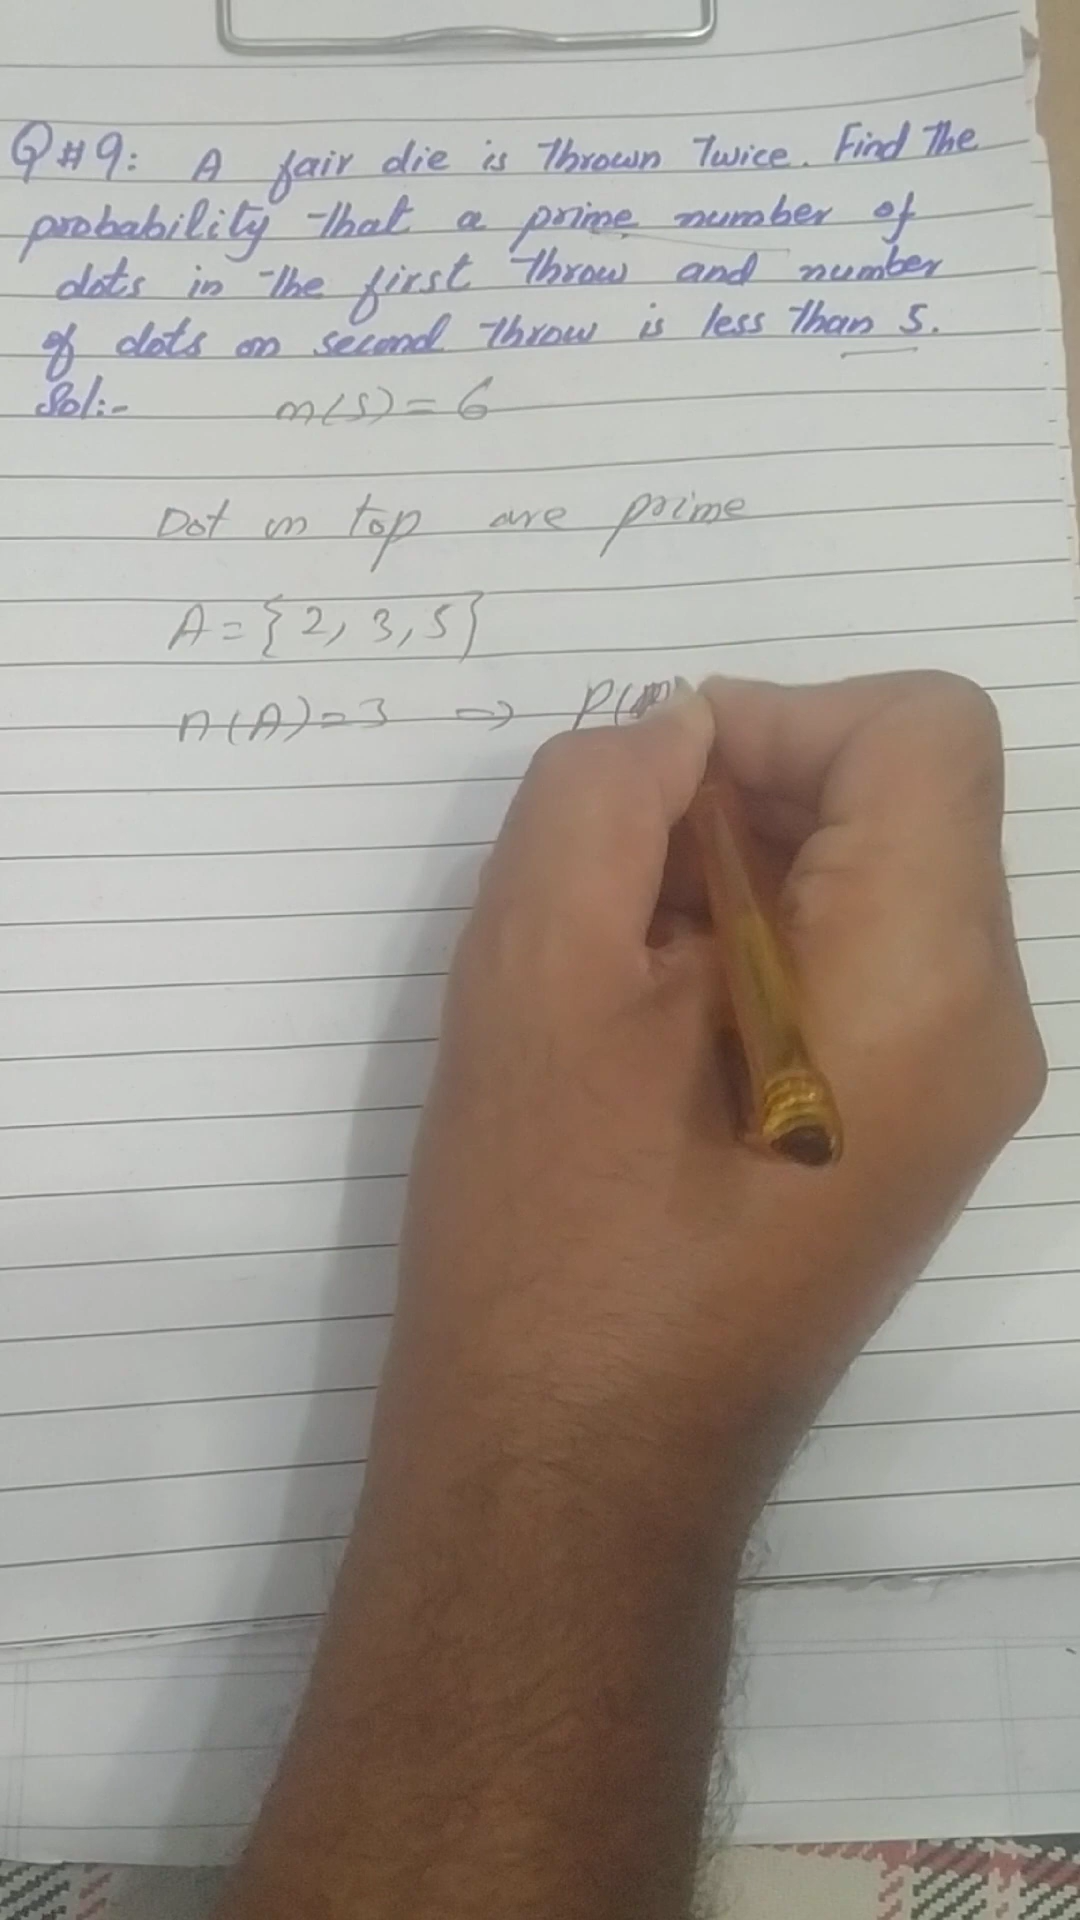 Q#9: A fair die is thrown Twice. Find The
probability that a prime number of
dots in the first throw and number
of dots on second throw is less than 5.
Sol:- n(S) = 6
Dot on top are prime
A = {2, 3, 5}
n(A) = 3 ⇒ P(